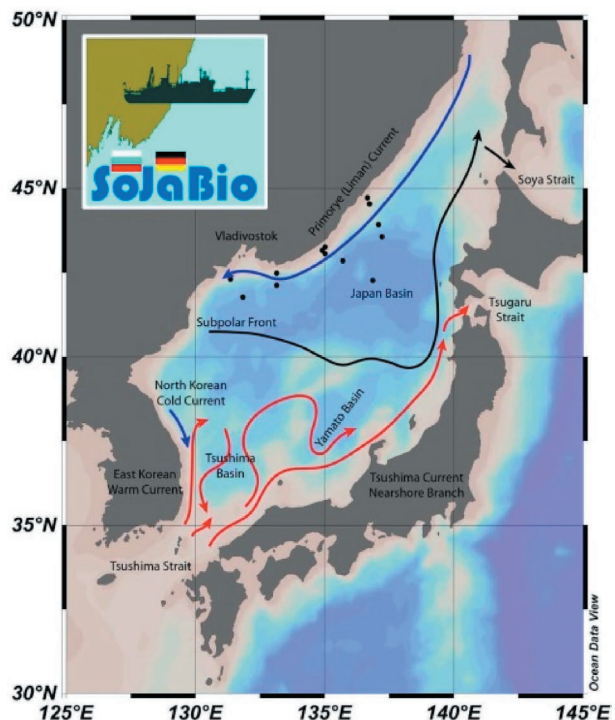 50°N
SoJaBio
Primorye (Liman) Current
Soya Strait
45°N
Vladivostok
Japan Basin
Tsugaru
Strait
Subpolar Front
40°N
North Korean
Cold Current
Yamato Basin
Tsushima
Basin
East Korean
Warm Current
Tsushima Current
Nearshore Branch
35°N
Tsushima Strait
Ocean Data View
30°N
125°E
130°E
135°E
140°E
145°E